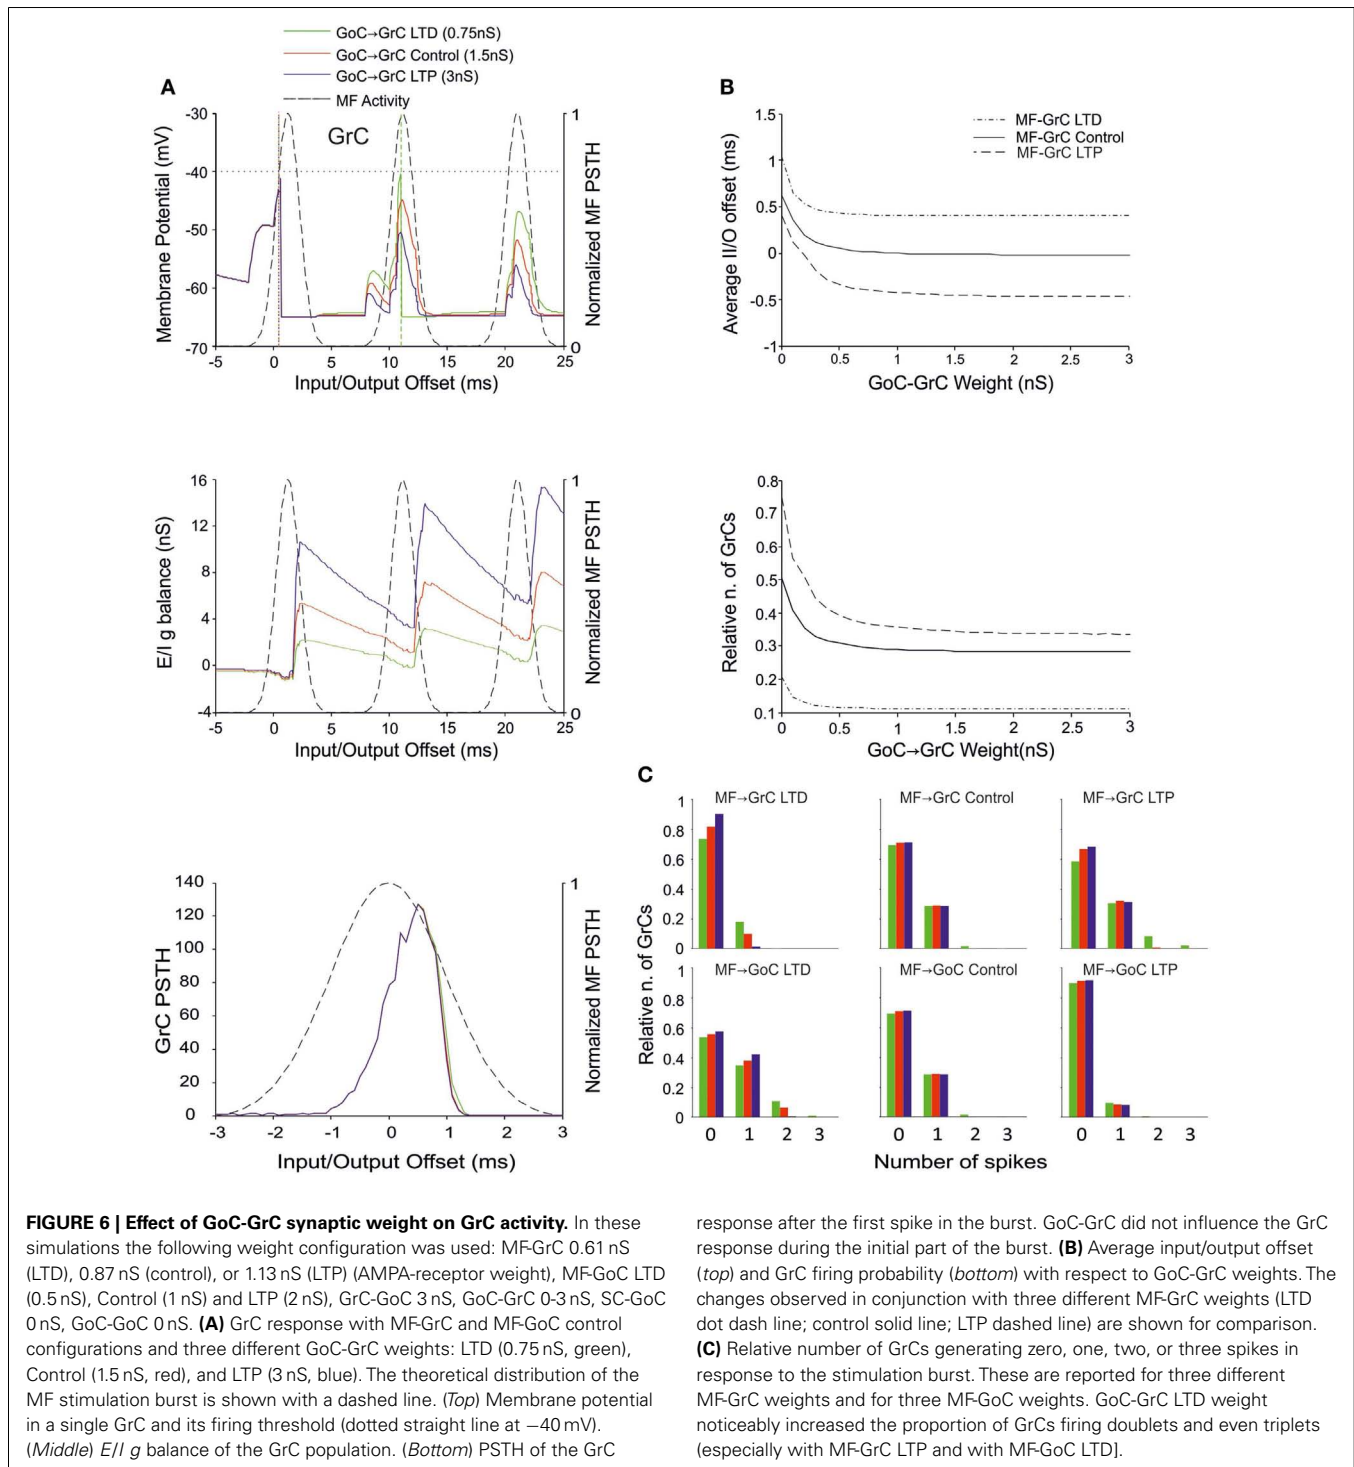 GoC→GrC LTD (0.75nS)
GoC→GrC Control (1.5nS)
GoC→GrC LTP (3nS)
MF Activity
A
GrC
Membrane Potential (mV)
-30
-40
-50
-60
-70
1
0
Normalized MF PSTH
-5 0 5 10 15 20 25
Input/Output Offset (ms)
E/I g balance (nS)
16
12
8
4
0
-4
1
0
Normalized MF PSTH
-5 0 5 10 15 20 25
Input/Output Offset (ms)
GrC PSTH
140
120
100
80
60
40
20
0
1
Normalized MF PSTH
-3 -2 -1 0 1 2 3
Input/Output Offset (ms)
B
MF-GrC LTD
MF-GrC Control
MF-GrC LTP
Average II/O offset (ms)
1.5
1
0.5
0
-0.5
-1
0 0.5 1 1.5 2 2.5 3
GoC-GrC Weight (nS)
Relative n. of GrCs
0.8
0.7
0.6
0.5
0.4
0.3
0.2
0.1
0 0.5 1 1.5 2 2.5 3
GoC→GrC Weight(nS)
C
MF→GrC LTD
MF→GrC Control
MF→GrC LTP
1
0.8
0.6
0.4
0.2
0
MF→GoC LTD
MF→GoC Control
MF→GoC LTP
1
0.8
0.6
0.4
0.2
0
Relative n. of GrCs
0 1 2 3
0 1 2 3
0 1 2 3
Number of spikes
FIGURE 6 | Effect of GoC-GrC synaptic weight on GrC activity. In these
simulations the following weight configuration was used: MF-GrC 0.61 nS
(LTD), 0.87 nS (control), or 1.13 nS (LTP) (AMPA-receptor weight), MF-GoC LTD
(0.5 nS), Control (1 nS) and LTP (2 nS), GrC-GoC 3 nS, GoC-GrC 0-3 nS, SC-GoC
0 nS, GoC-GoC 0 nS. (A) GrC response with MF-GrC and MF-GoC control
configurations and three different GoC-GrC weights: LTD (0.75 nS, green),
Control (1.5 nS, red), and LTP (3 nS, blue). The theoretical distribution of the
MF stimulation burst is shown with a dashed line. (Top) Membrane potential
in a single GrC and its firing threshold (dotted straight line at −40 mV).
(Middle) E/I g balance of the GrC population. (Bottom) PSTH of the GrC
response after the first spike in the burst. GoC-GrC did not influence the GrC
response during the initial part of the burst. (B) Average input/output offset
(top) and GrC firing probability (bottom) with respect to GoC-GrC weights. The
changes observed in conjunction with three different MF-GrC weights (LTD
dot dash line; control solid line; LTP dashed line) are shown for comparison.
(C) Relative number of GrCs generating zero, one, two, or three spikes in
response to the stimulation burst. These are reported for three different
MF-GrC weights and for three MF-GoC weights. GoC-GrC LTD weight
noticeably increased the proportion of GrCs firing doublets and even triplets
(especially with MF-GrC LTP and with MF-GoC LTD].